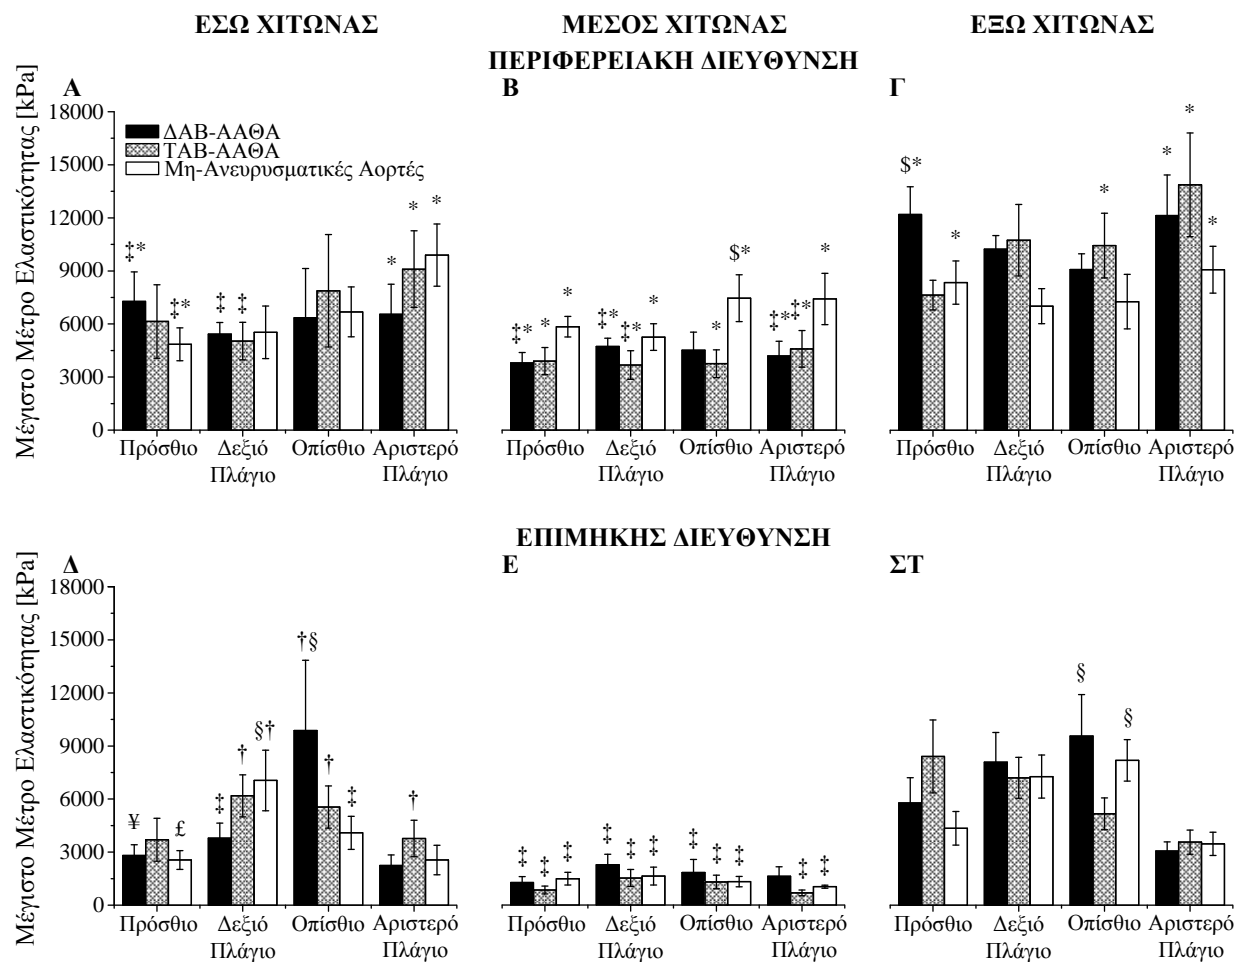 ΕΣΩ ΧΙΤΩΝΑΣ ΜΕΣΟΣ ΧΙΤΩΝΑΣ ΕΞΩ ΧΙΤΩΝΑΣ
ΠΕΡΙΦΕΡΕΙΑΚΗ ΔΙΕΥΘΥΝΣΗ
Α Β Γ
Μέγιστο Μέτρο Ελαστικότητας [kPa]
18000
15000
12000
9000
6000
3000
0
ΔΑΒ-ΑΑΘΑ
ΤΑΒ-ΑΑΘΑ
Μη-Ανευρυσματικές Αορτές
‡* ‡* ‡ ‡ * * *
‡* * * ‡* ‡* * * $* ‡* ‡* *
$* * * * * *
Πρόσθιο Δεξιό Οπίσθιο Αριστερό Πρόσθιο Δεξιό Οπίσθιο Αριστερό Πρόσθιο Δεξιό Οπίσθιο Αριστερό
Πλάγιο Πλάγιο Πλάγιο Πλάγιο Πλάγιο Πλάγιο
ΕΠΙΜΗΚΗΣ ΔΙΕΥΘΥΝΣΗ
Δ Ε ΣΤ
Μέγιστο Μέτρο Ελαστικότητας [kPa]
18000
15000
12000
9000
6000
3000
0
¥ £ ‡ † §† †§ † ‡ †
‡ ‡ ‡ ‡ ‡ ‡ ‡ ‡ ‡ ‡ ‡
§ §
Πρόσθιο Δεξιό Οπίσθιο Αριστερό Πρόσθιο Δεξιό Οπίσθιο Αριστερό Πρόσθιο Δεξιό Οπίσθιο Αριστερό
Πλάγιο Πλάγιο Πλάγιο Πλάγιο Πλάγιο Πλάγιο